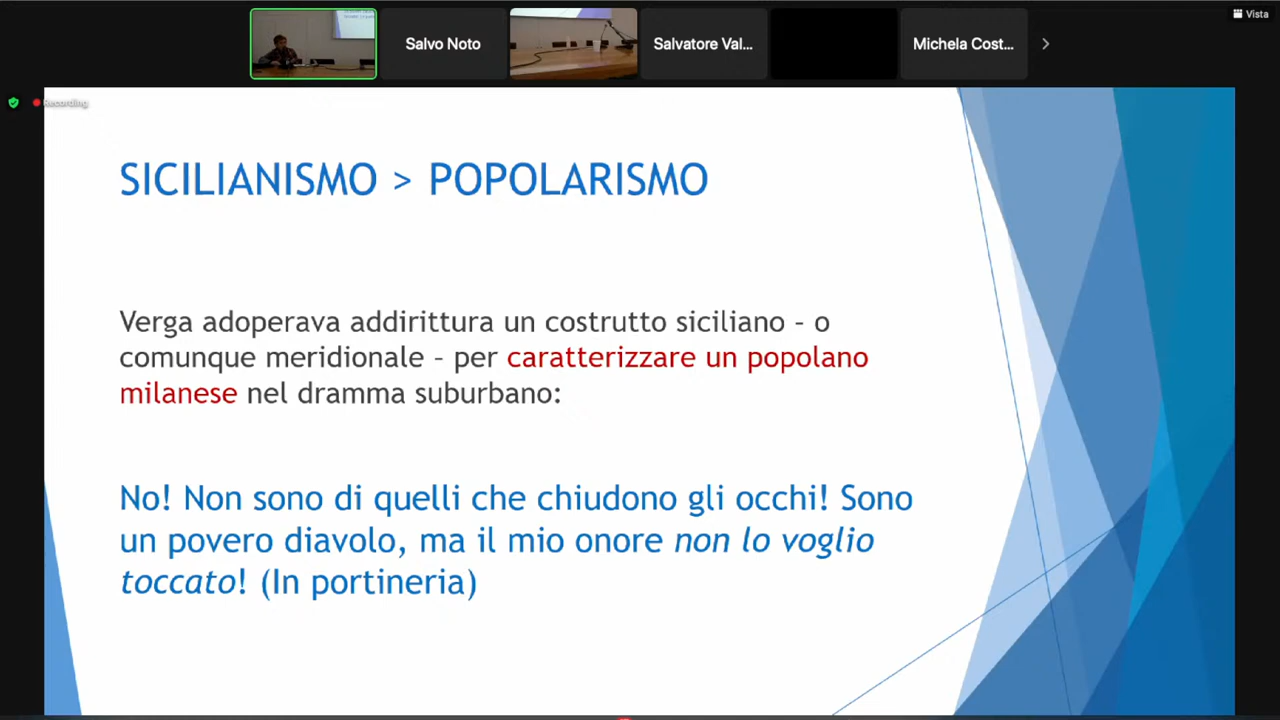 Vista
Salvo Noto
Salvatore Val...
Michela Cost...
Recording
SICILIANISMO > POPOLARISMO
Verga adoperava addirittura un costrutto siciliano – o
comunque meridionale – per caratterizzare un popolano
milanese nel dramma suburbano:
No! Non sono di quelli che chiudono gli occhi! Sono
un povero diavolo, ma il mio onore non lo voglio
toccato! (In portineria)